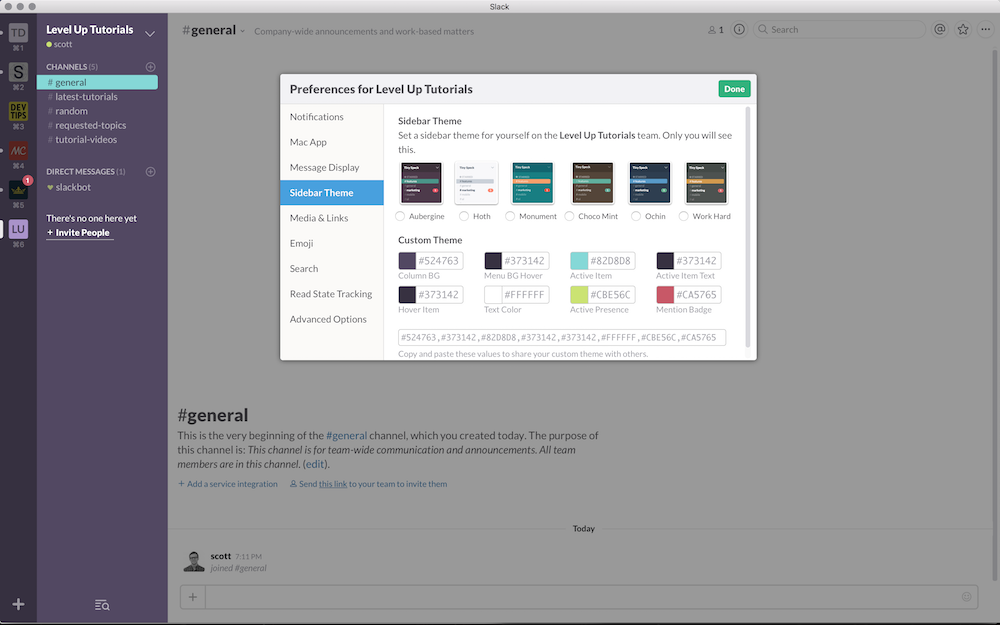 Slack
TD
⌘1
S
⌘2
DEV
TIPS
⌘3
MC
⌘4
1
⌘5
LU
⌘6
Level Up Tutorials
scott
CHANNELS (5)
# general
# latest-tutorials
# random
# requested-topics
# tutorial-videos
DIRECT MESSAGES (1)
slackbot
There's no one here yet
+ Invite People
#general
Company-wide announcements and work-based matters
1
Search
Preferences for Level Up Tutorials
Done
Notifications
Mac App
Message Display
Sidebar Theme
Media & Links
Emoji
Search
Read State Tracking
Advanced Options
Sidebar Theme
Set a sidebar theme for yourself on the Level Up Tutorials team. Only you will see
this.
Aubergine Hoth Monument Choco Mint Ochin Work Hard
Custom Theme
#524763 #373142 #82D8D8 #373142
Column BG Menu BG Hover Active Item Active Item Text
#373142 #FFFFFF #CBE56C #CA5765
Hover Item Text Color Active Presence Mention Badge
#524763,#373142,#82D8D8,#373142,#373142,#FFFFFF,#CBE56C,#CA5765
Copy and paste these values to share your custom theme with others.
#general
This is the very beginning of the #general channel, which you created today. The purpose
of this channel is: This channel is for team-wide communication and announcements. All team
members are in this channel. (edit).
+ Add a service integration Send this link to your team to invite them
Today
scott 7:11 PM
joined #general